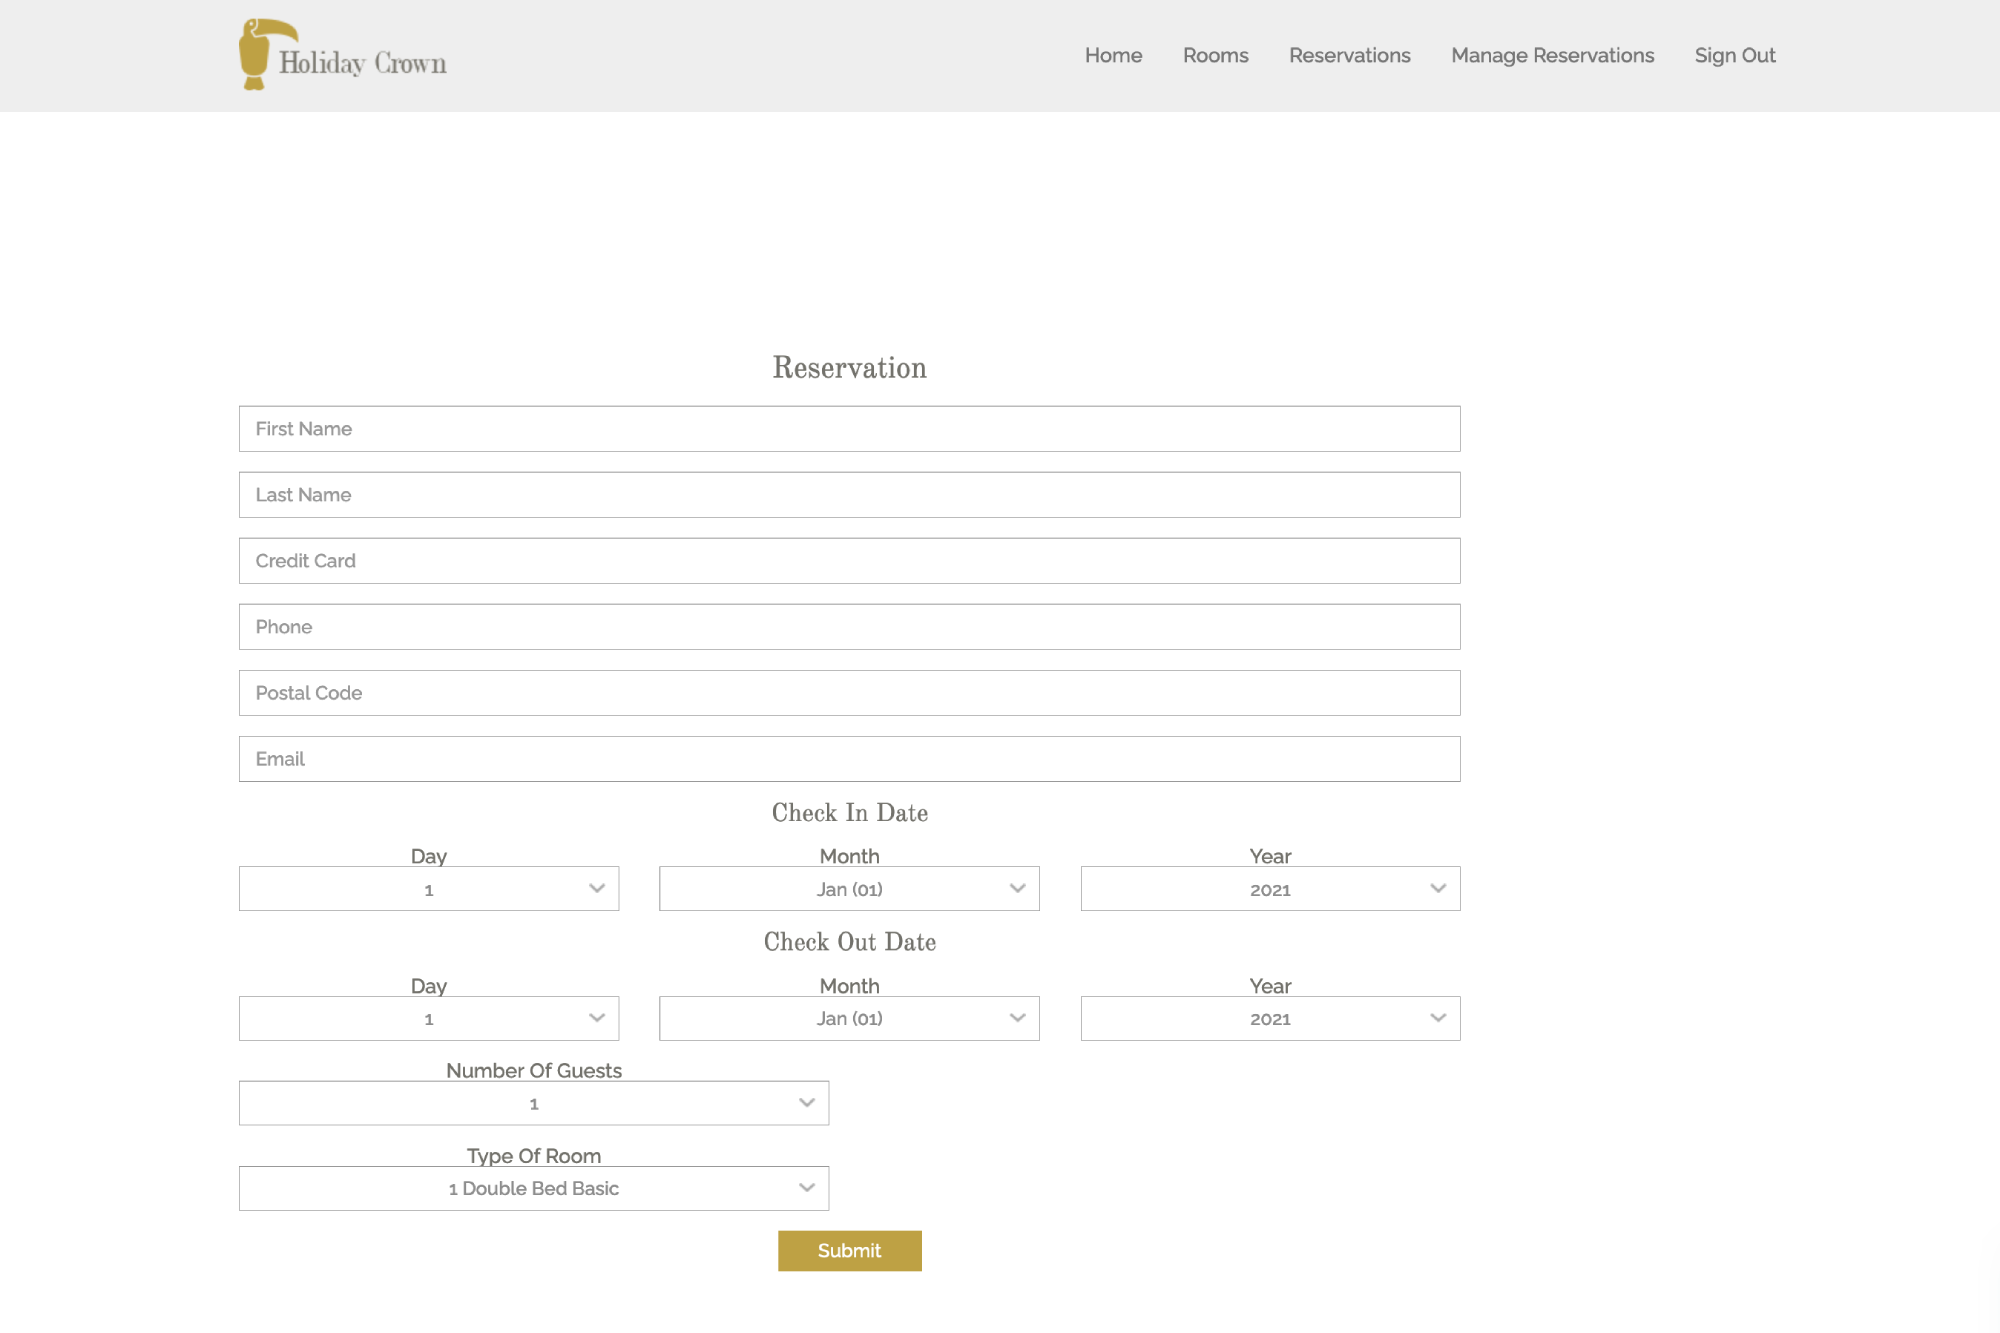 Holiday Crown
Home Rooms Reservations Manage Reservations Sign Out
Reservation
First Name
Last Name
Credit Card
Phone
Postal Code
Email
Check In Date
Day Month Year
1 Jan (01) 2021
Check Out Date
Day Month Year
1 Jan (01) 2021
Number Of Guests
1
Type Of Room
1 Double Bed Basic
Submit